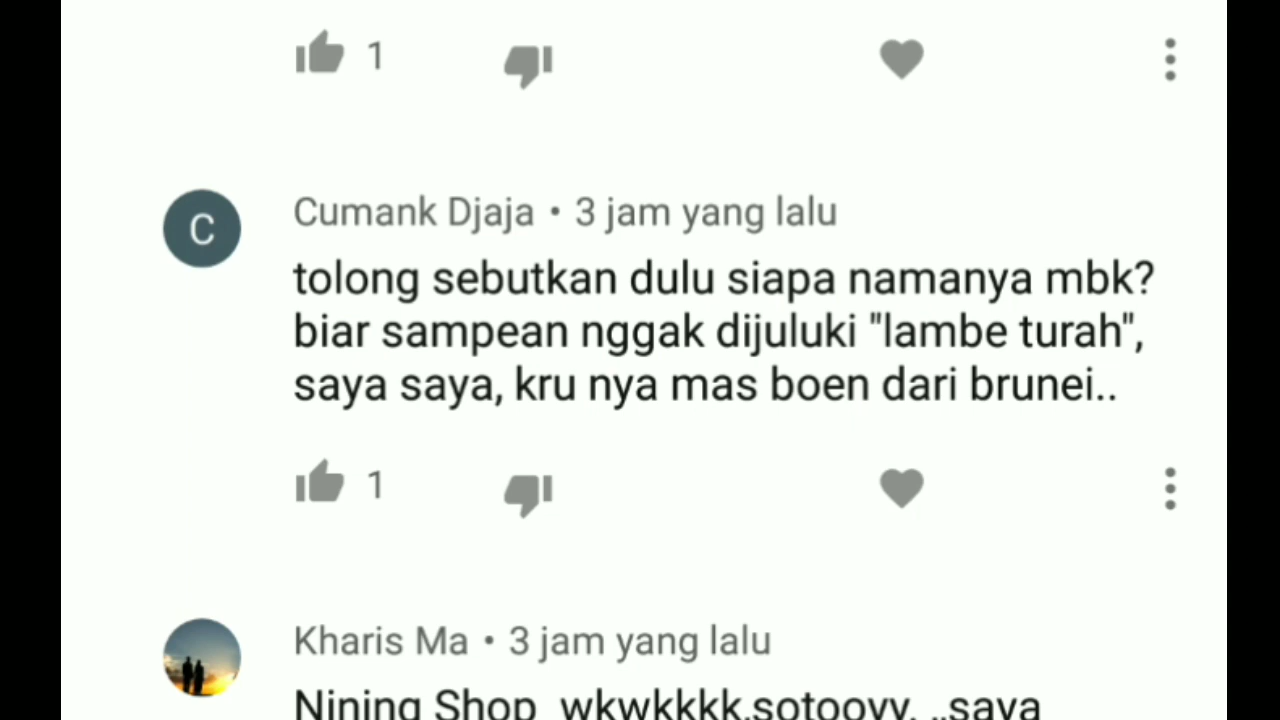 1
C
Cumank Djaja • 3 jam yang lalu
tolong sebutkan dulu siapa namanya mbk?
biar sampean nggak dijuluki "lambe turah",
saya saya, kru nya mas boen dari brunei..
1
Kharis Ma • 3 jam yang lalu
Nining Shop wkwkkkk.sotooyy. ..saya